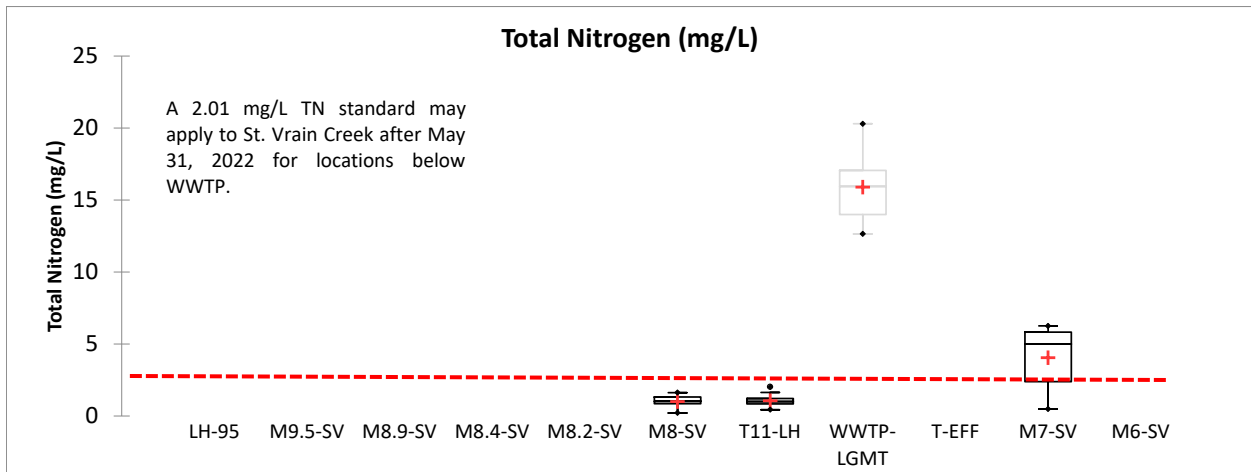 Total Nitrogen (mg/L)
25
20
15
10
5
0
Total Nitrogen (mg/L)
A 2.01 mg/L TN standard may
apply to St. Vrain Creek after May
31, 2022 for locations below
WWTP.
LH-95 M9.5-SV M8.9-SV M8.4-SV M8.2-SV M8-SV T11-LH WWTP- T-EFF M7-SV M6-SV
LGMT